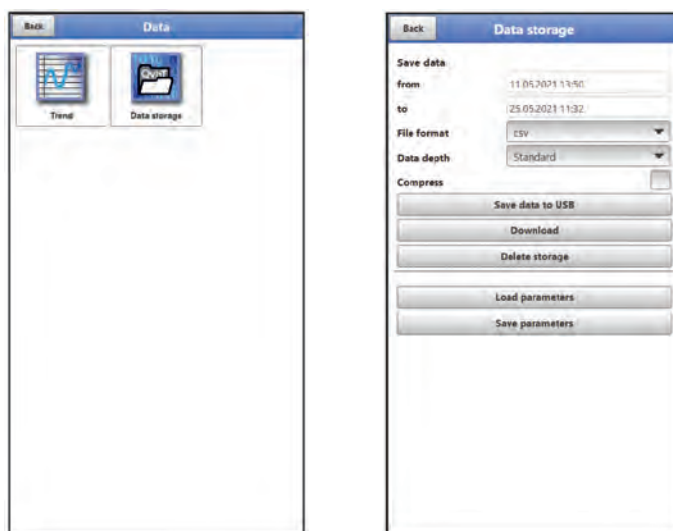 Back
Data
Trend
Data storage
Back
Data storage
Save data
from
11.05.2021 13:50
to
25.05.2021 11:32
File format
csv
Data depth
Standard
Compress
Save data to USB
Download
Delete storage
Load parameters
Save parameters